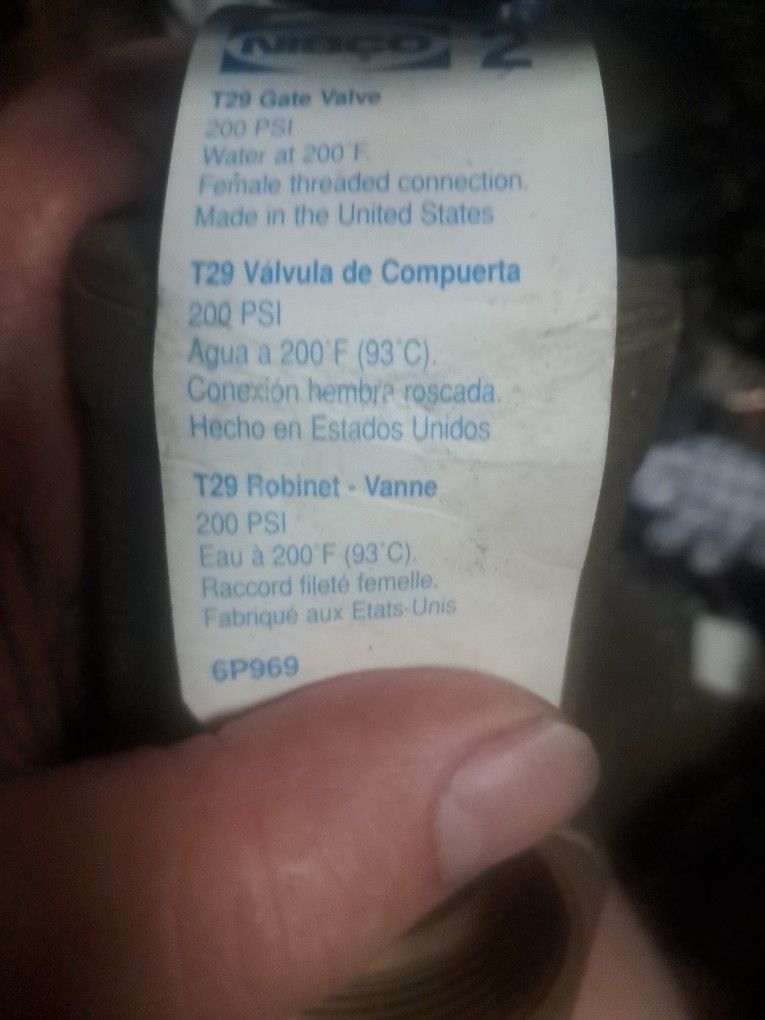 NIBCO 2
T29 Gate Valve
200 PSI
Water at 200°F.
Female threaded connection.
Made in the United States
T29 Válvula de Compuerta
200 PSI
Agua a 200°F (93°C).
Conexión hembra roscada.
Hecho en Estados Unidos
T29 Robinet - Vanne
200 PSI
Eau à 200°F (93°C).
Raccord fileté femelle.
Fabriqué aux Etats-Unis
6P969